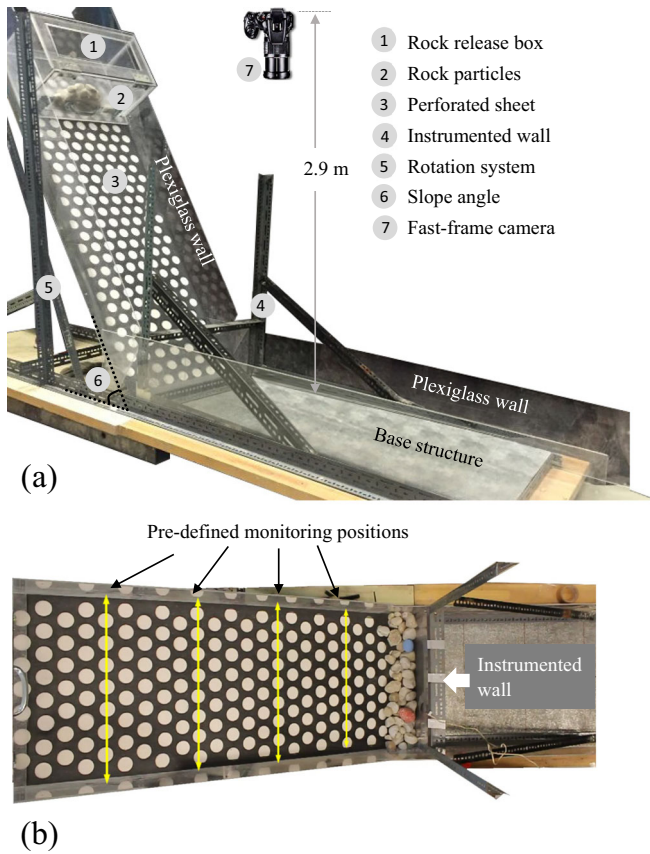 1
2
3
4
5
6
7
2.9 m
Plexiglass wall
Plexiglass wall
Base structure
1 Rock release box
2 Rock particles
3 Perforated sheet
4 Instrumented wall
5 Rotation system
6 Slope angle
7 Fast-frame camera
(a)
Pre-defined monitoring positions
Instrumented
wall
(b)